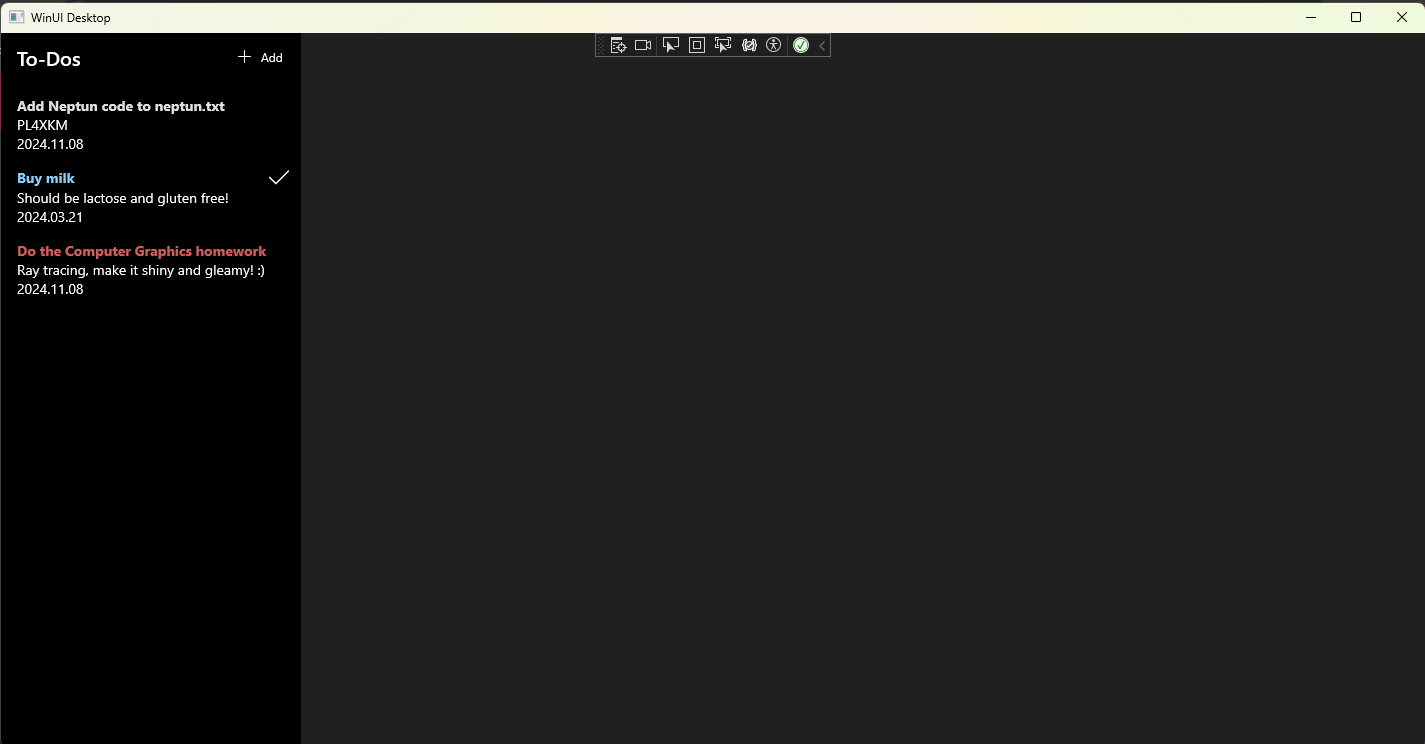 WinUI Desktop
To-Dos
Add
Add Neptun code to neptun.txt
PL4XKM
2024.11.08
Buy milk
Should be lactose and gluten free!
2024.03.21
Do the Computer Graphics homework
Ray tracing, make it shiny and gleamy! :)
2024.11.08